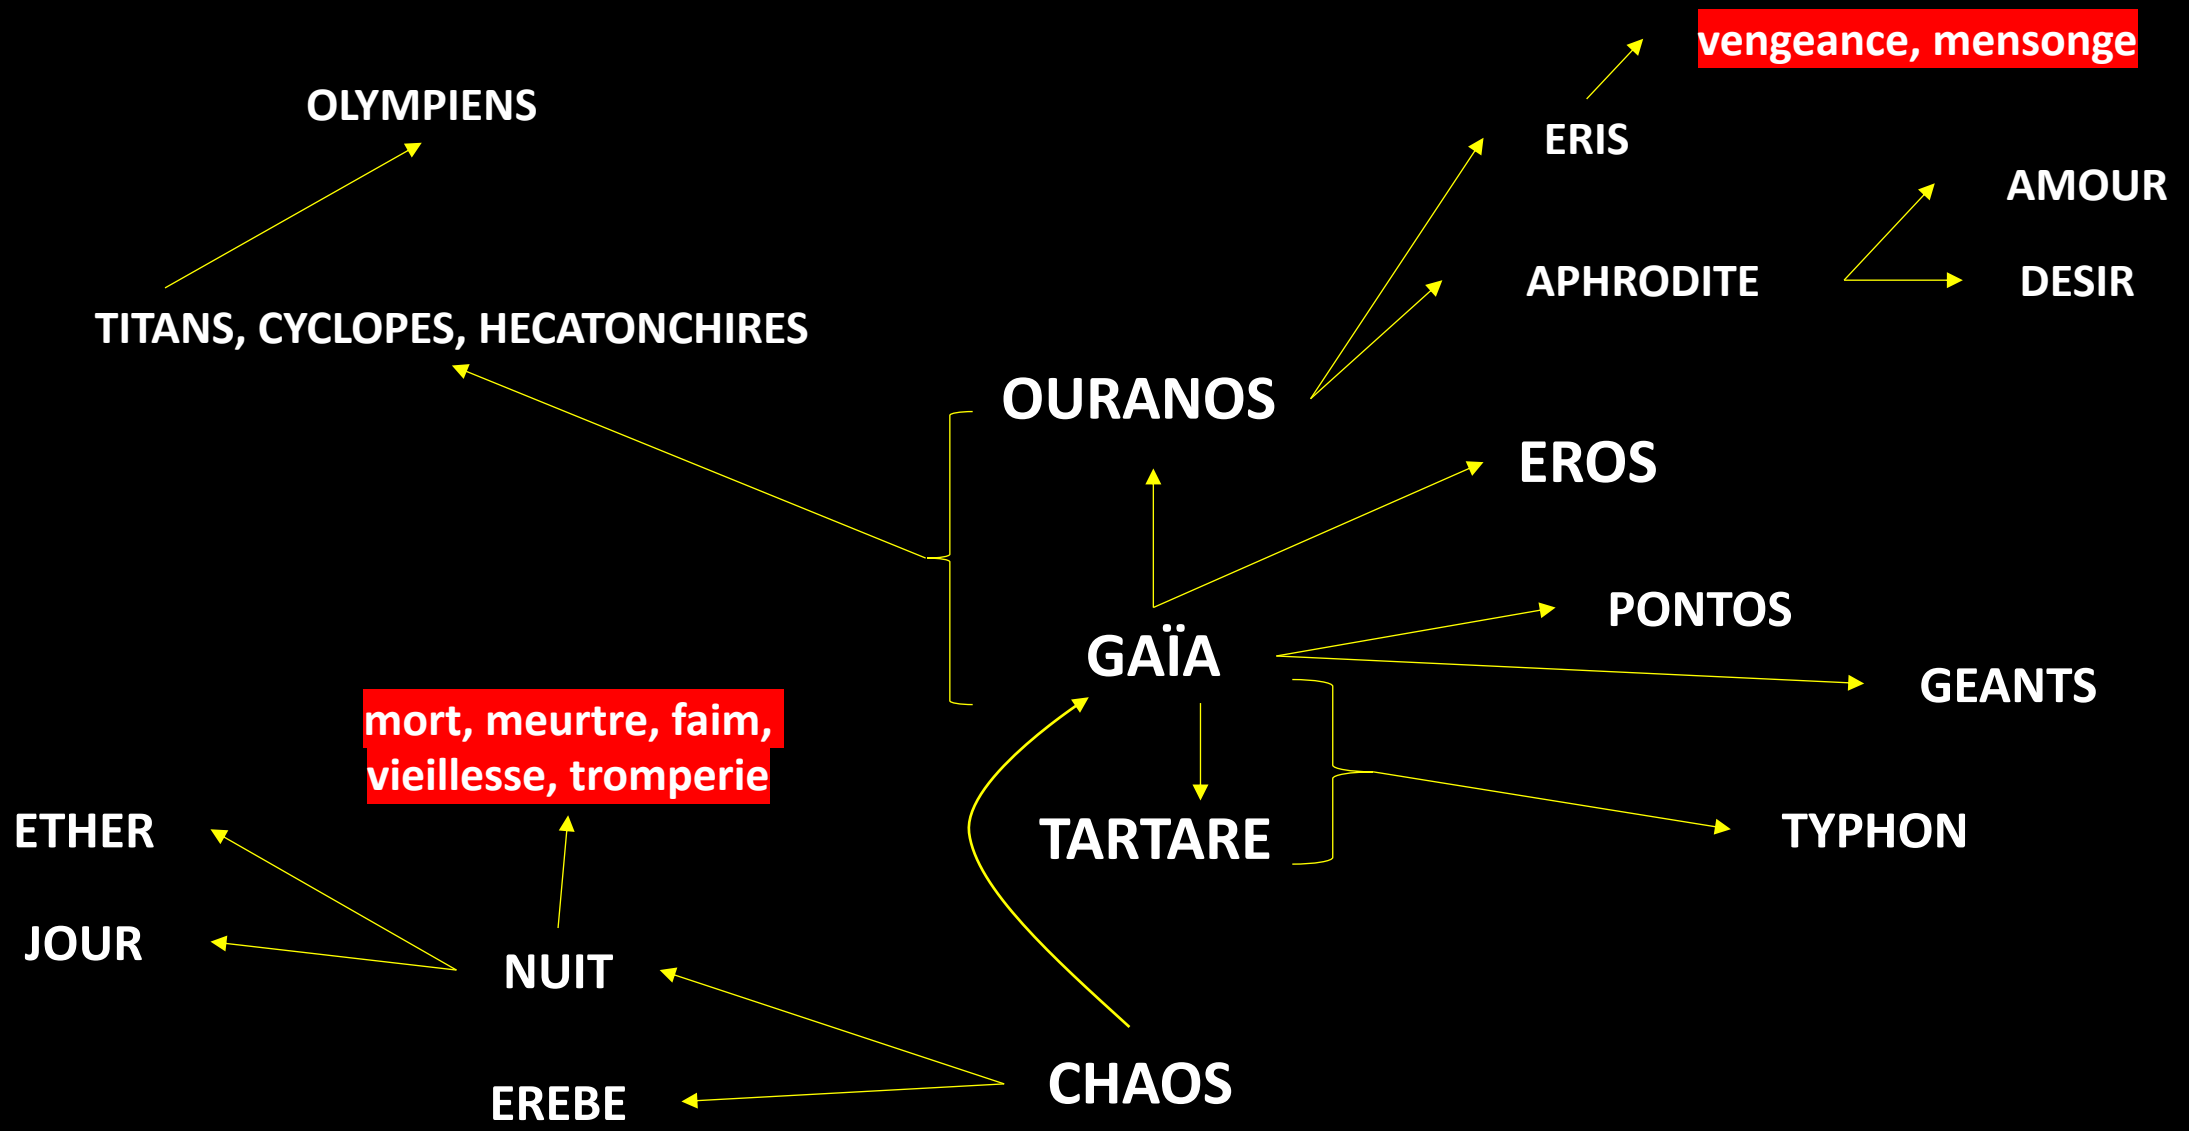 vengeance, mensonge
OLYMPIENS
ERIS
AMOUR
APHRODITE
DESIR
TITANS, CYCLOPES, HECATONCHIRES
OURANOS
EROS
PONTOS
GAÏA
GEANTS
mort, meurtre, faim,
vieillesse, tromperie
ETHER
TARTARE
TYPHON
JOUR
NUIT
CHAOS
EREBE